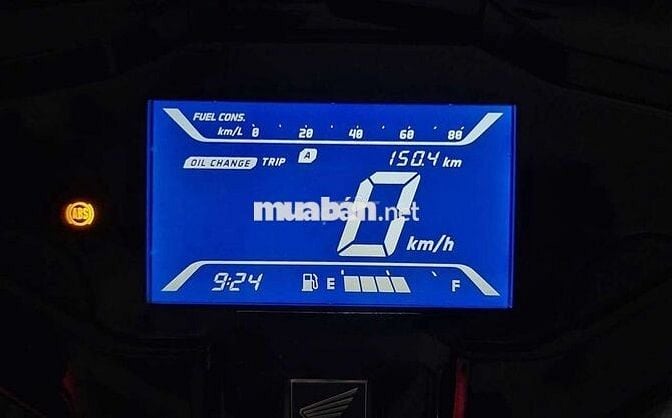 FUEL CONS.
km/L 0 20 40 60 80
OIL CHANGE TRIP A 150.4 km
muaban.net
0 km/h
ABS
9:24 E F